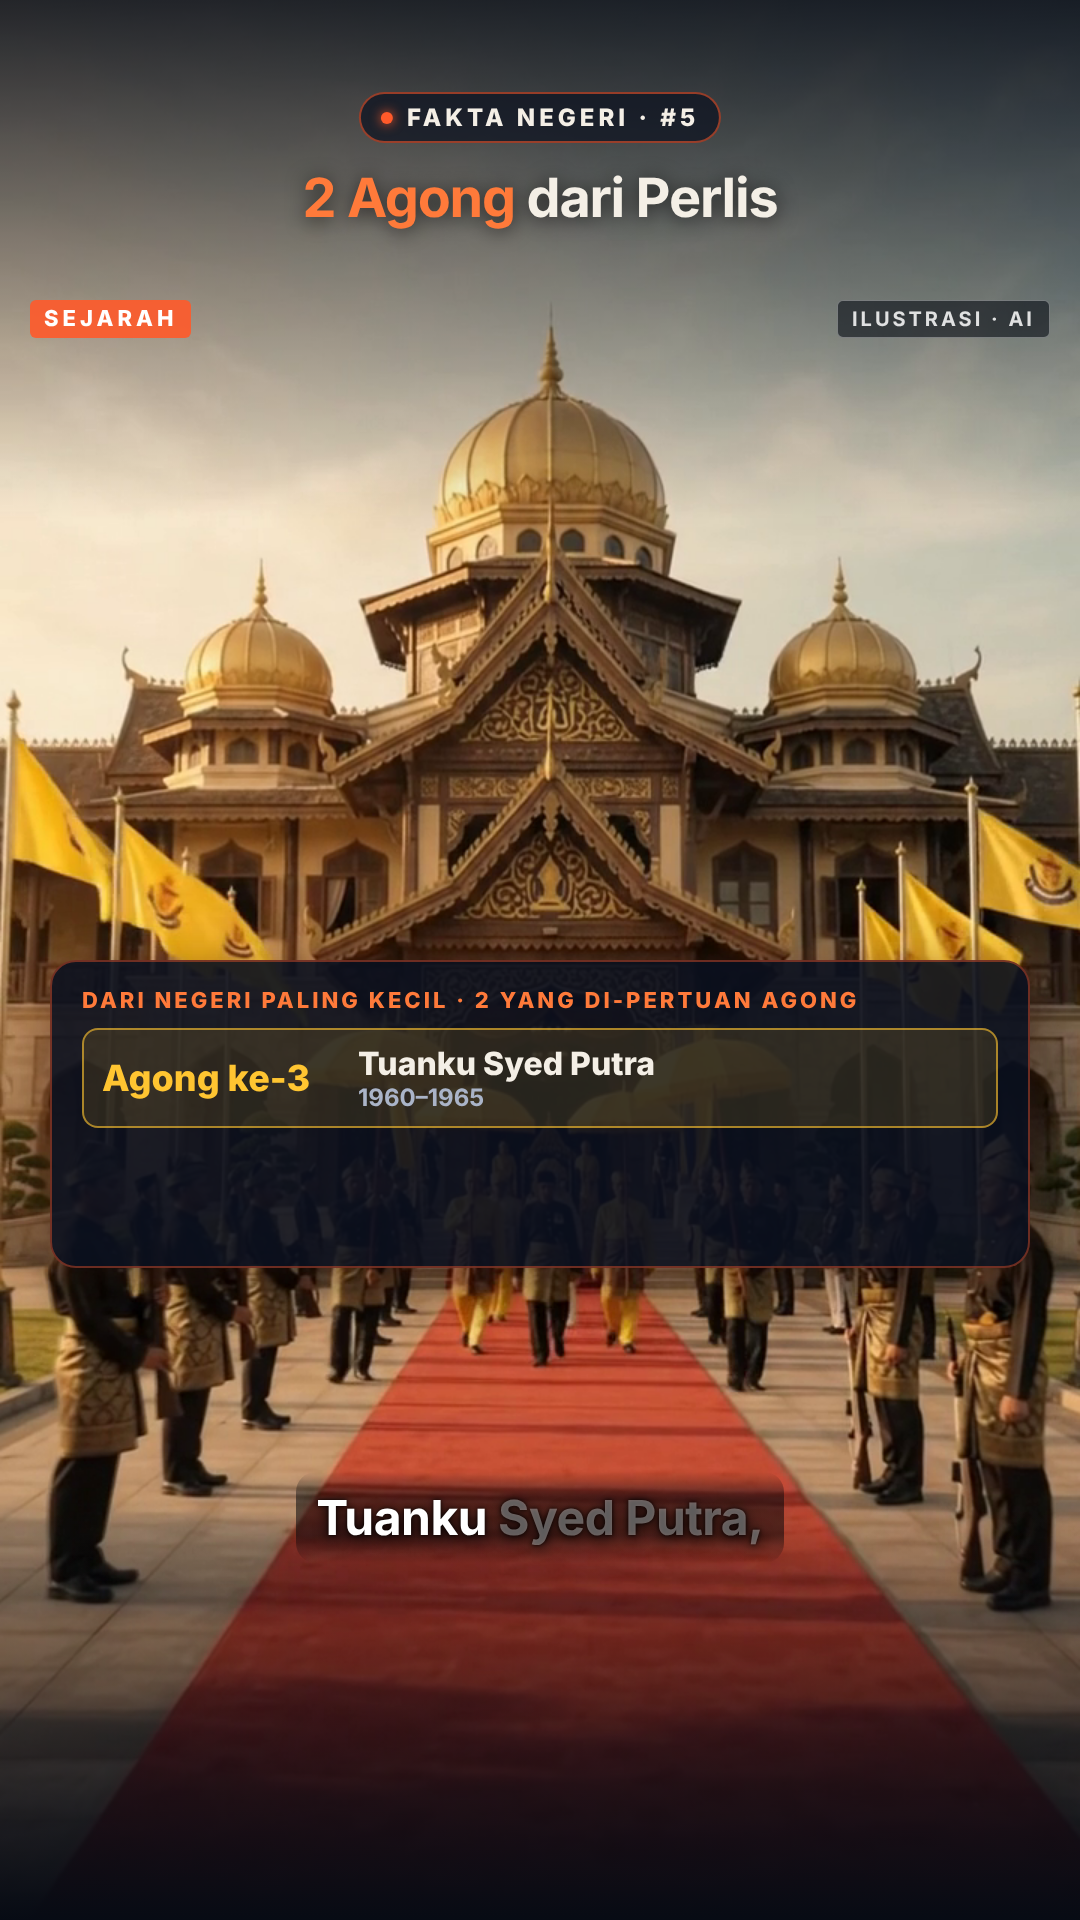 FAKTA NEGERI · #5
2 Agong dari Perlis
SEJARAH
ILUSTRASI · AI
DARI NEGERI PALING KECIL · 2 YANG DI-PERTUAN AGONG
Agong ke-3
Tuanku Syed Putra
1960–1965
Tuanku Syed Putra,